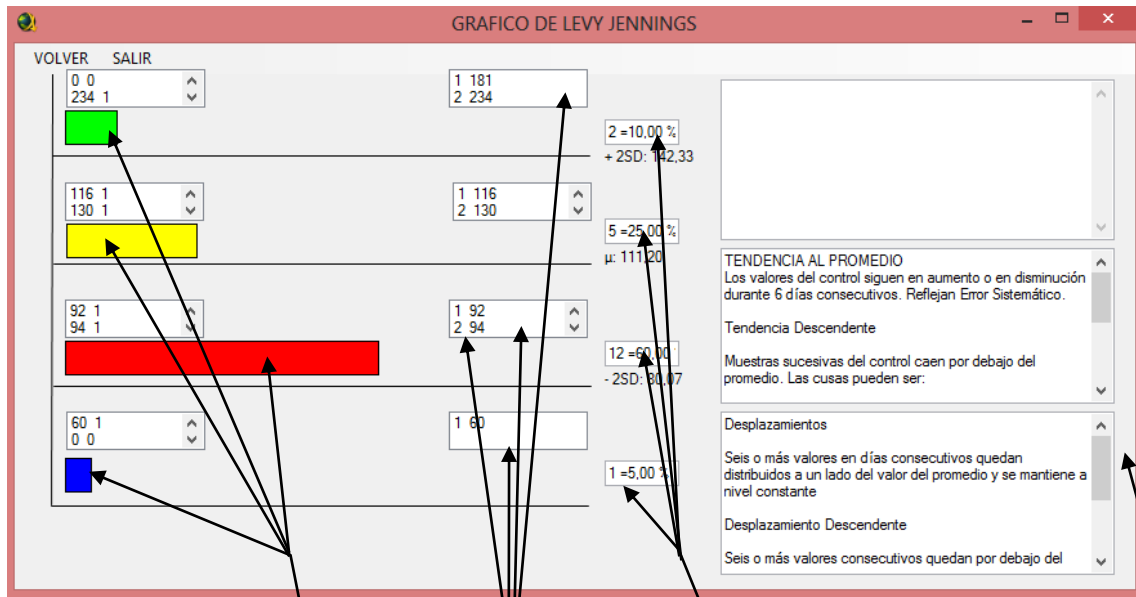 GRAFICO DE LEVY JENNINGS
VOLVER SALIR
0 0
234 1
1 181
2 234
2 =10,00 %
+ 2SD: 142,33
116 1
130 1
1 116
2 130
5 =25,00 %
µ: 111,20
92 1
94 1
1 92
2 94
12 =60,00
- 2SD: 80,07
60 1
0 0
1 60
1 =5,00 %
TENDENCIA AL PROMEDIO
Los valores del control siguen en aumento o en disminución
durante 6 días consecutivos. Reflejan Error Sistemático.
Tendencia Descendente
Muestras sucesivas del control caen por debajo del
promedio. Las cusas pueden ser:
Desplazamientos
Seis o más valores en días consecutivos quedan
distribuidos a un lado del valor del promedio y se mantiene a
nivel constante
Desplazamiento Descendente
Seis o más valores consecutivos quedan por debajo del